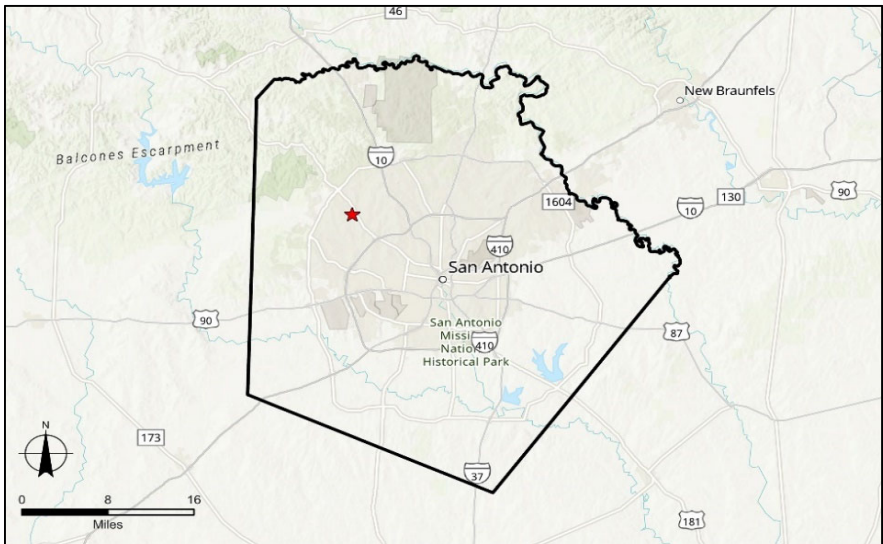 46
New Braunfels
Balcones Escarpment
10
90
130
1604
10
410
San Antonio
90
San Antonio
Missi
Nation
410
Historical Park
87
173
N
37
0 8 16
Miles
181